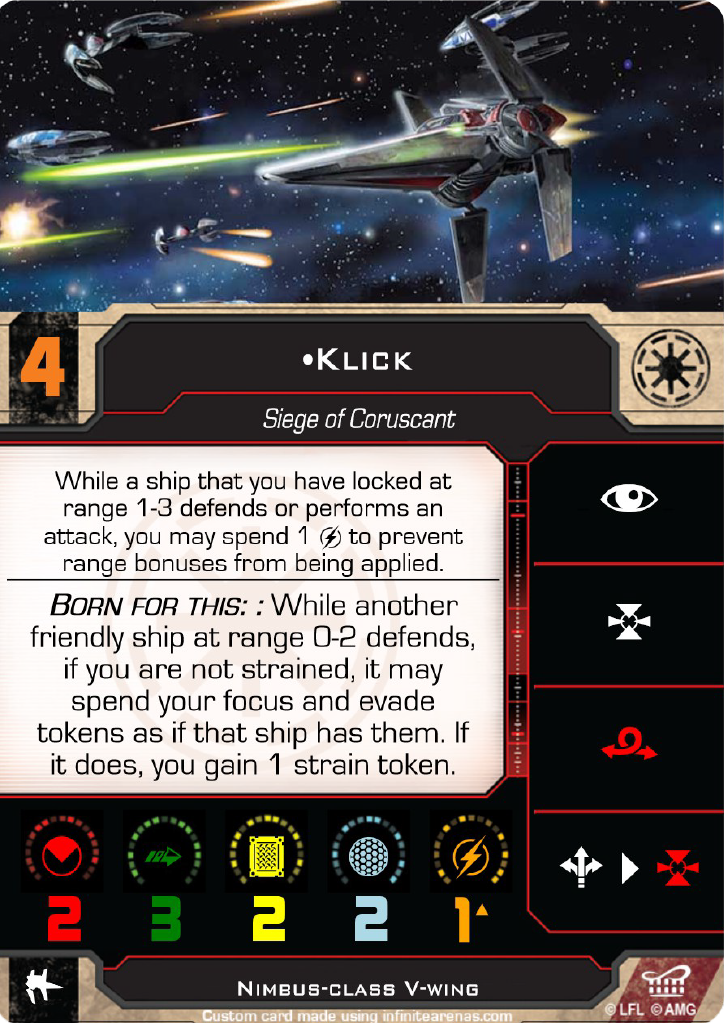 4
•Klick
Siege of Coruscant
While a ship that you have locked at
range 1-3 defends or performs an
attack, you may spend 1 to prevent
range bonuses from being applied.
Born for this: : While another
friendly ship at range 0-2 defends,
if you are not strained, it may
spend your focus and evade
tokens as if that ship has them. If
it does, you gain 1 strain token.
2 3 2 2 1
Nimbus-class V-wing
Custom card made using infinitearenas.com
© LFL © AMG